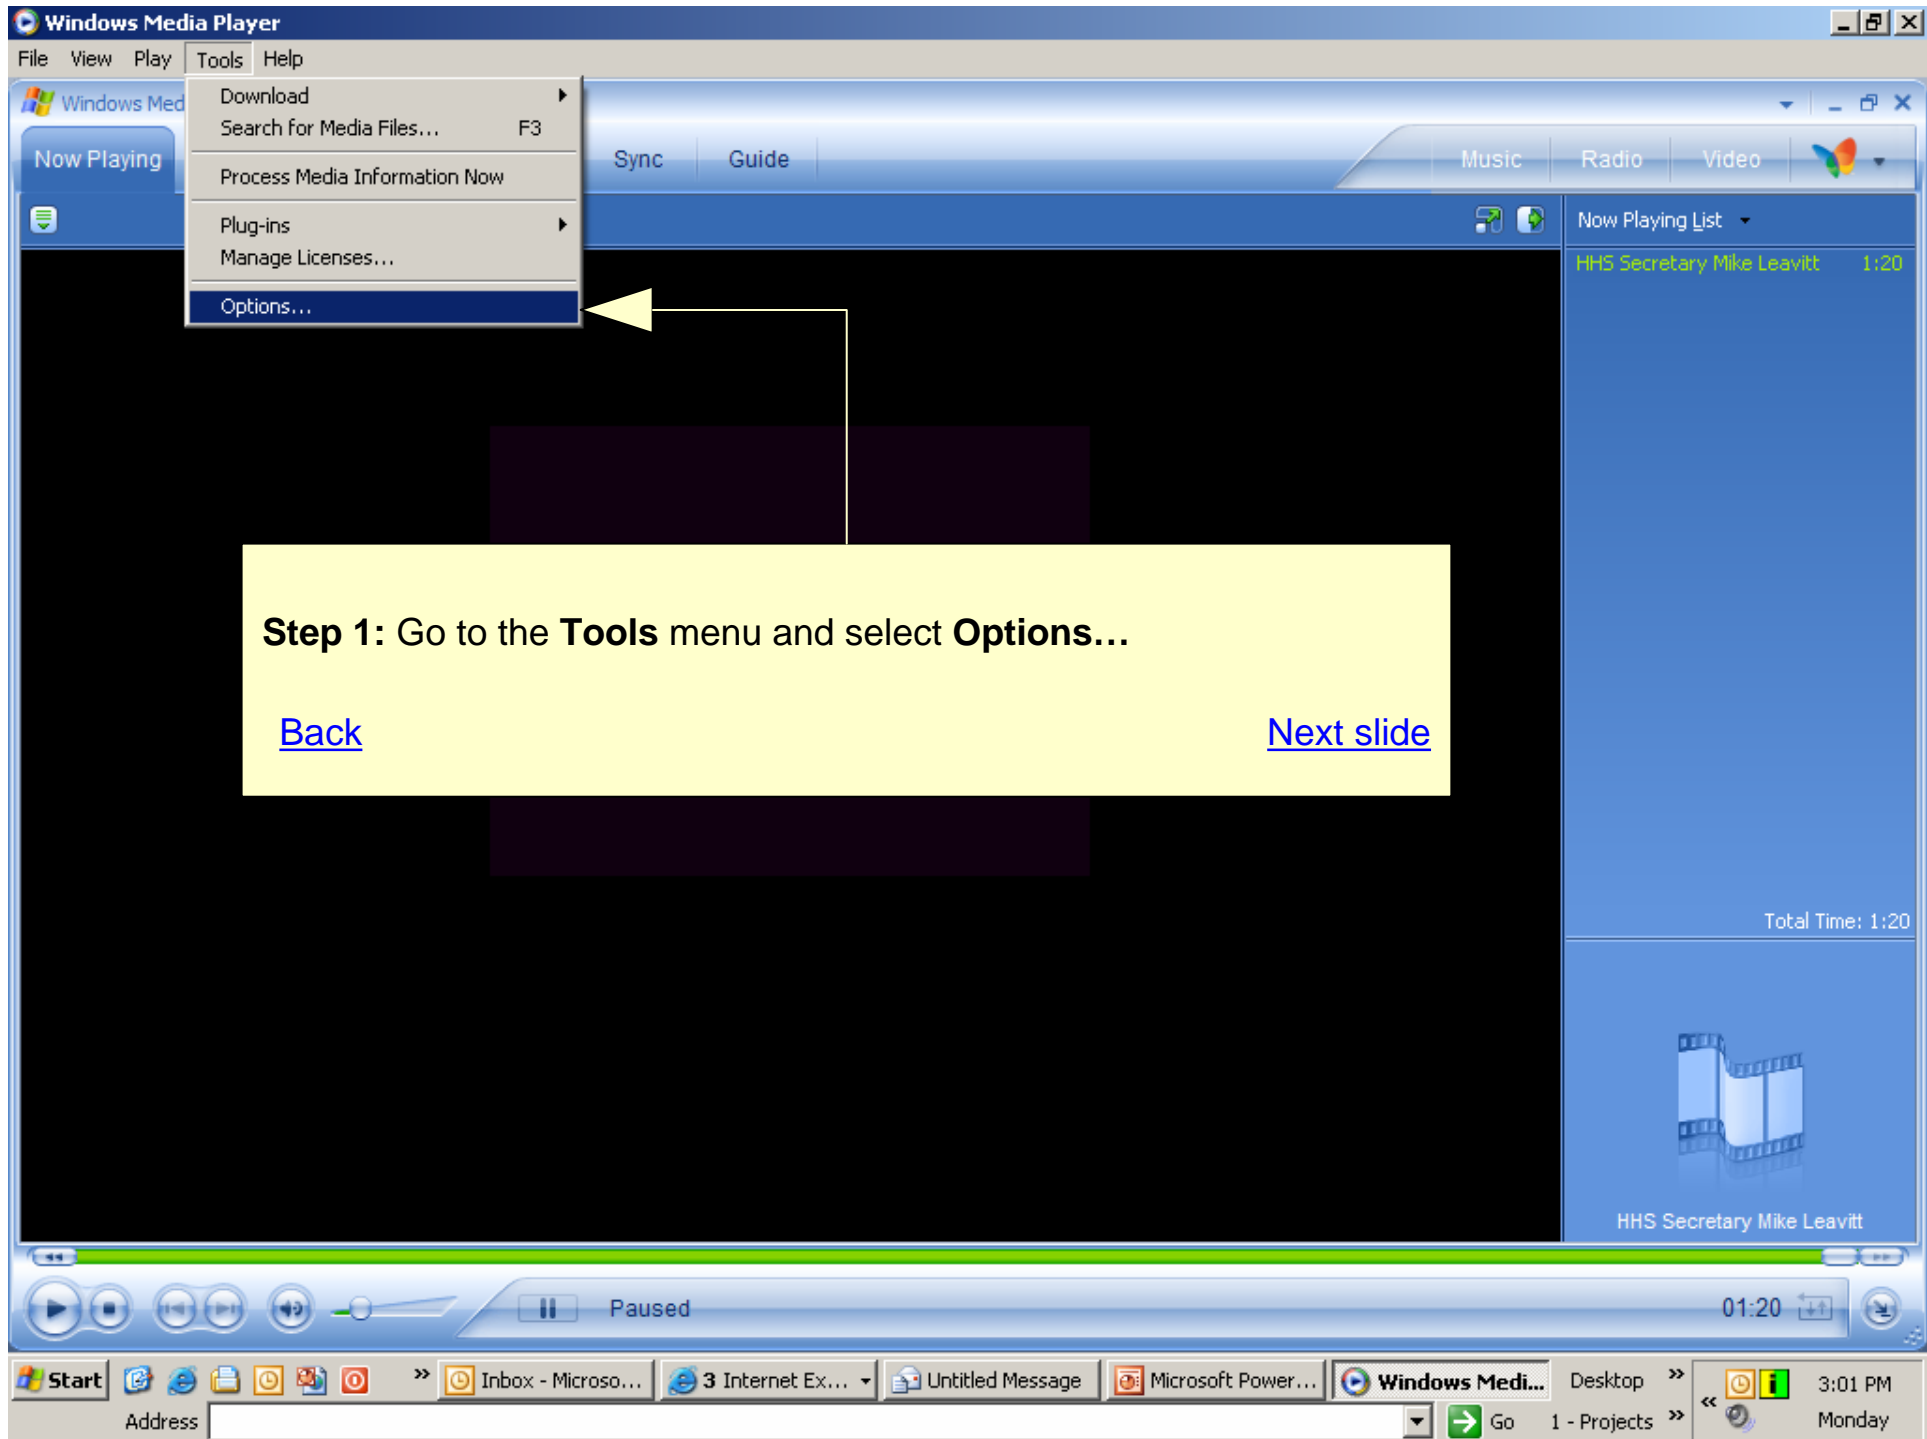 Windows Media Player
File View Play Tools Help
Windows Med
Download
Search for Media Files... F3
Process Media Information Now
Plug-ins
Manage Licenses...
Options...
Now Playing Sync Guide Music Radio Video
Now Playing List
HHS Secretary Mike Leavitt 1:20
Step 1: Go to the Tools menu and select Options…
Back Next slide
Total Time: 1:20
HHS Secretary Mike Leavitt
Paused 01:20
Start » Inbox - Microso... 3 Internet Ex... Untitled Message Microsoft Power... Windows Medi... Desktop » « 3:01 PM
Address Go 1 - Projects » Monday